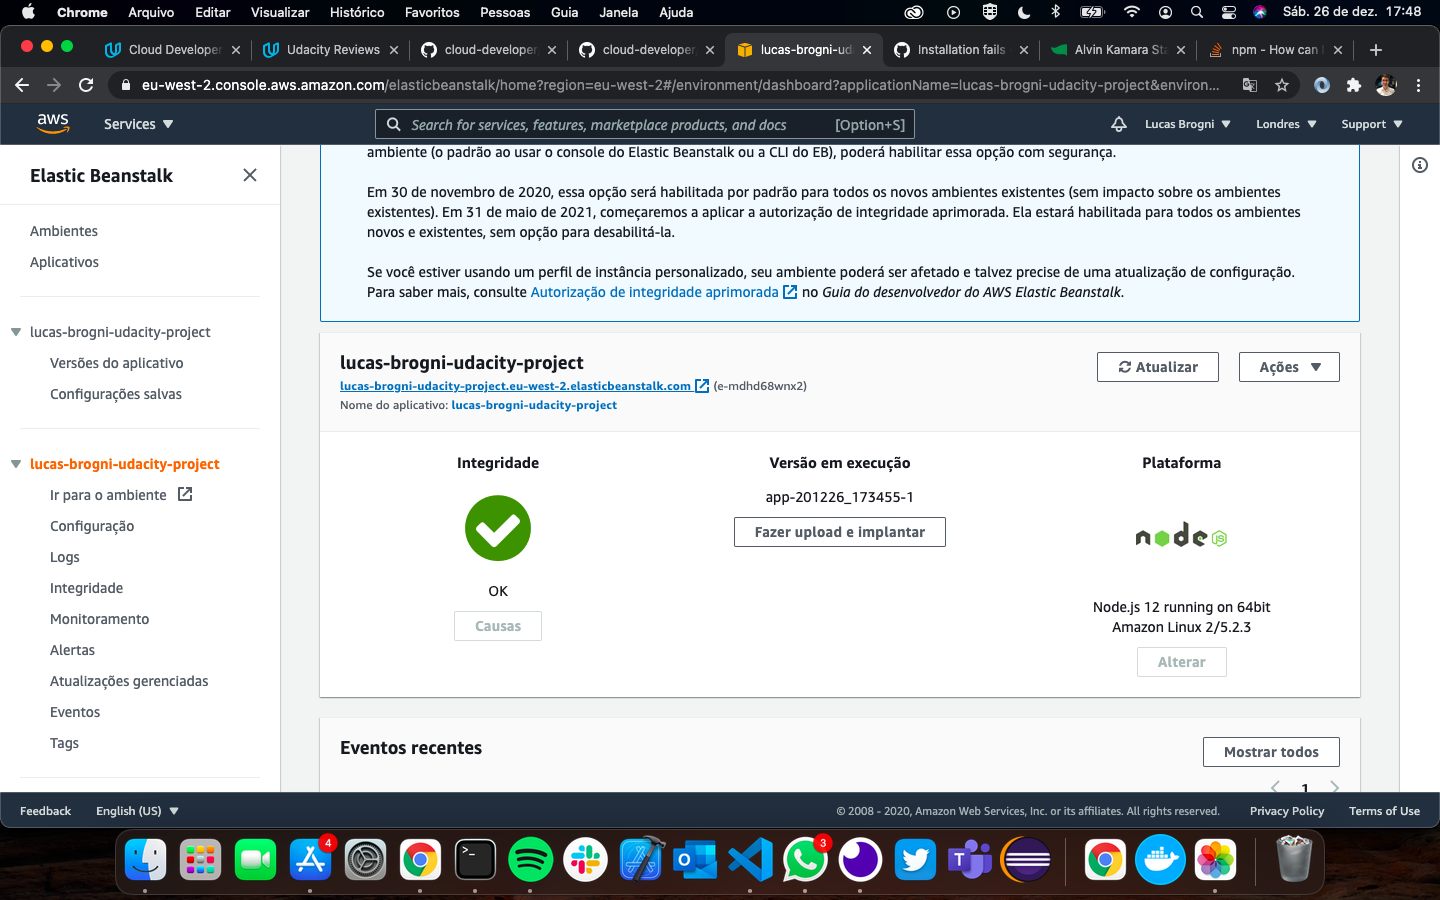 Chrome Arquivo Editar Visualizar Histórico Favoritos Pessoas Guia Janela Ajuda Sáb. 26 de dez. 17:48
Cloud Developer Udacity Reviews cloud-developer cloud-developer lucas-brogni-ud Installation fails Alvin Kamara Sta npm - How can
eu-west-2.console.aws.amazon.com/elasticbeanstalk/home?region=eu-west-2#/environment/dashboard?applicationName=lucas-brogni-udacity-project&environ...
aws Services Search for services, features, marketplace products, and docs [Option+S] Lucas Brogni Londres Support
Elastic Beanstalk
Ambientes
Aplicativos
lucas-brogni-udacity-project
Versões do aplicativo
Configurações salvas
lucas-brogni-udacity-project
Ir para o ambiente
Configuração
Logs
Integridade
Monitoramento
Alertas
Atualizações gerenciadas
Eventos
Tags
ambiente (o padrão ao usar o console do Elastic Beanstalk ou a CLI do EB), poderá habilitar essa opção com segurança.
Em 30 de novembro de 2020, essa opção será habilitada por padrão para todos os novos ambientes existentes (sem impacto sobre os ambientes
existentes). Em 31 de maio de 2021, começaremos a aplicar a autorização de integridade aprimorada. Ela estará habilitada para todos os ambientes
novos e existentes, sem opção para desabilitá-la.
Se você estiver usando um perfil de instância personalizado, seu ambiente poderá ser afetado e talvez precise de uma atualização de configuração.
Para saber mais, consulte Autorização de integridade aprimorada no Guia do desenvolvedor do AWS Elastic Beanstalk.
lucas-brogni-udacity-project
lucas-brogni-udacity-project.eu-west-2.elasticbeanstalk.com (e-mdhd68wnx2)
Nome do aplicativo: lucas-brogni-udacity-project
Atualizar Ações
Integridade
OK
Causas
Versão em execução
app-201226_173455-1
Fazer upload e implantar
Plataforma
node JS
Node.js 12 running on 64bit
Amazon Linux 2/5.2.3
Alterar
Eventos recentes
Mostrar todos
1
Feedback English (US) © 2008 - 2020, Amazon Web Services, Inc. or its affiliates. All rights reserved. Privacy Policy Terms of Use
4 3